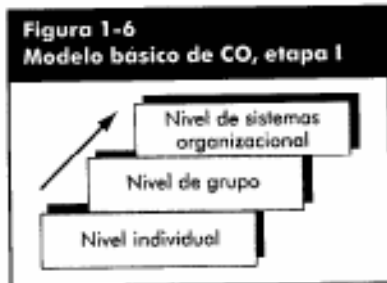 Figura 1-6
Modelo básico de CO, etapa I
Nivel de sistemas
organizacional
Nivel de grupo
Nivel individual